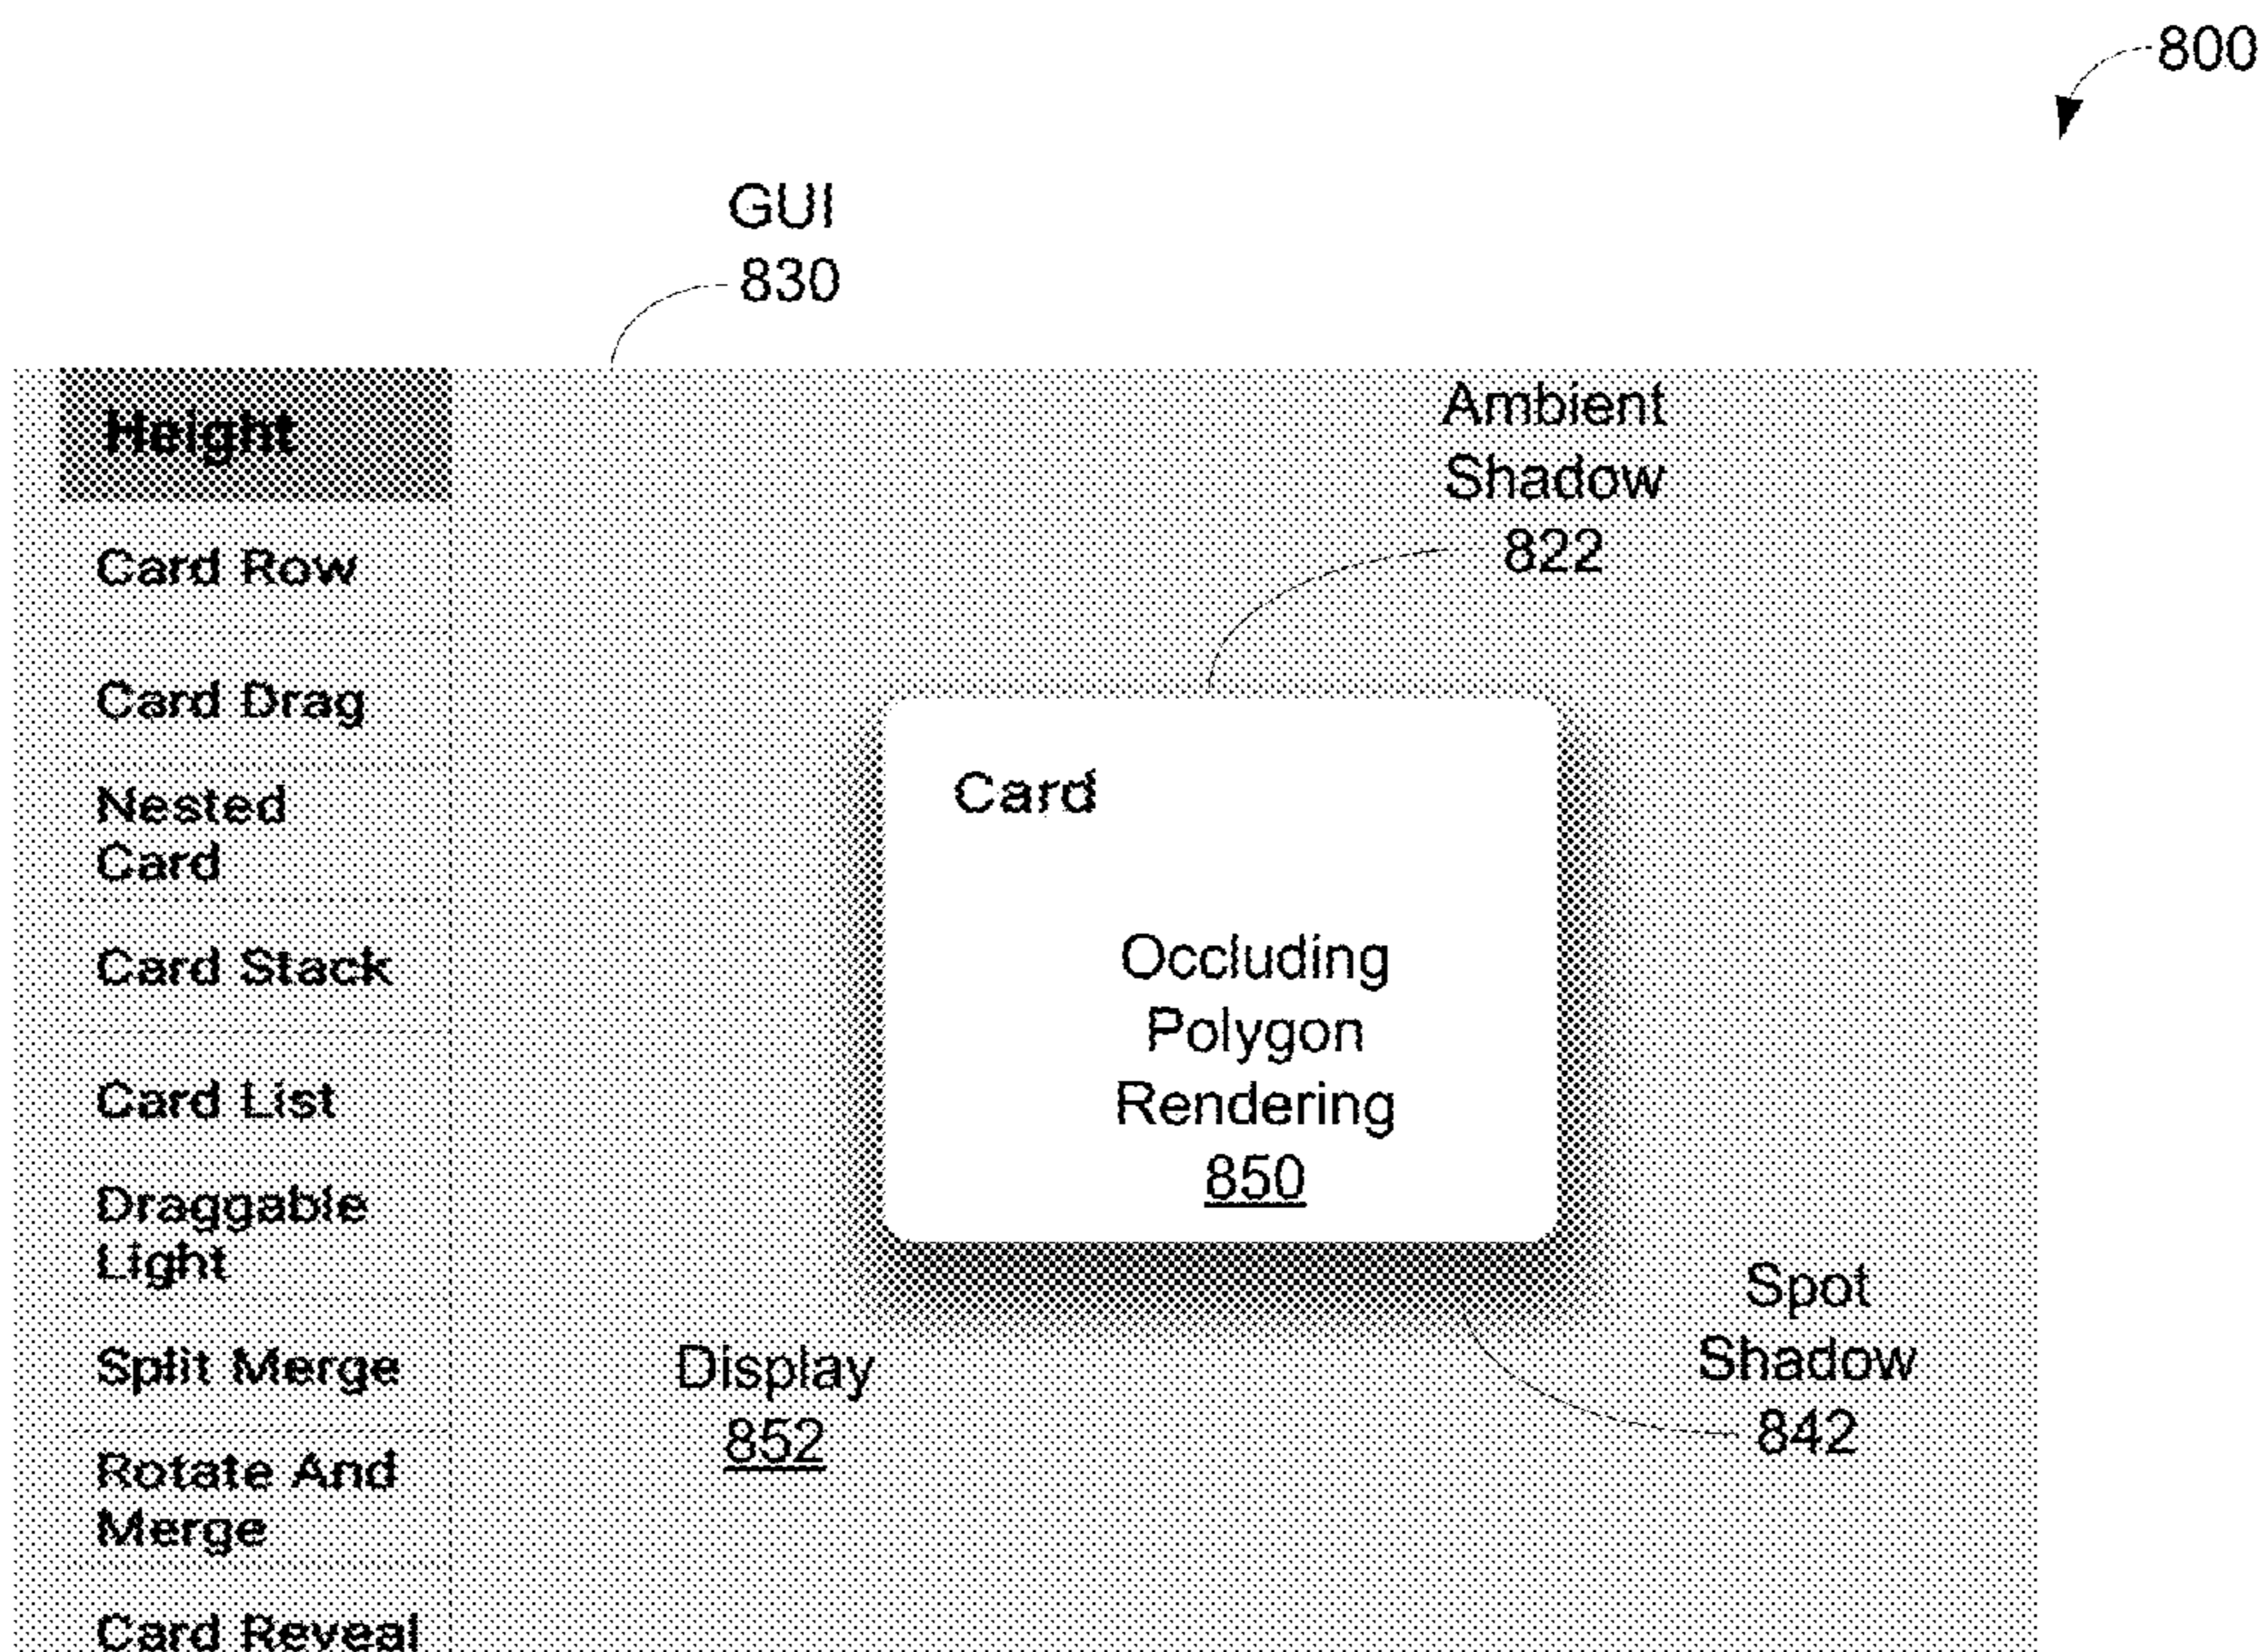 800
GUI
830
Height
Card Row
Card Drag
Nested
Card
Card Stack
Card List
Draggable
Light
Split Merge
Rotate And
Merge
Card Reveal
Ambient
Shadow
822
Card
Occluding
Polygon
Rendering
850
Display
852
Spot
Shadow
842